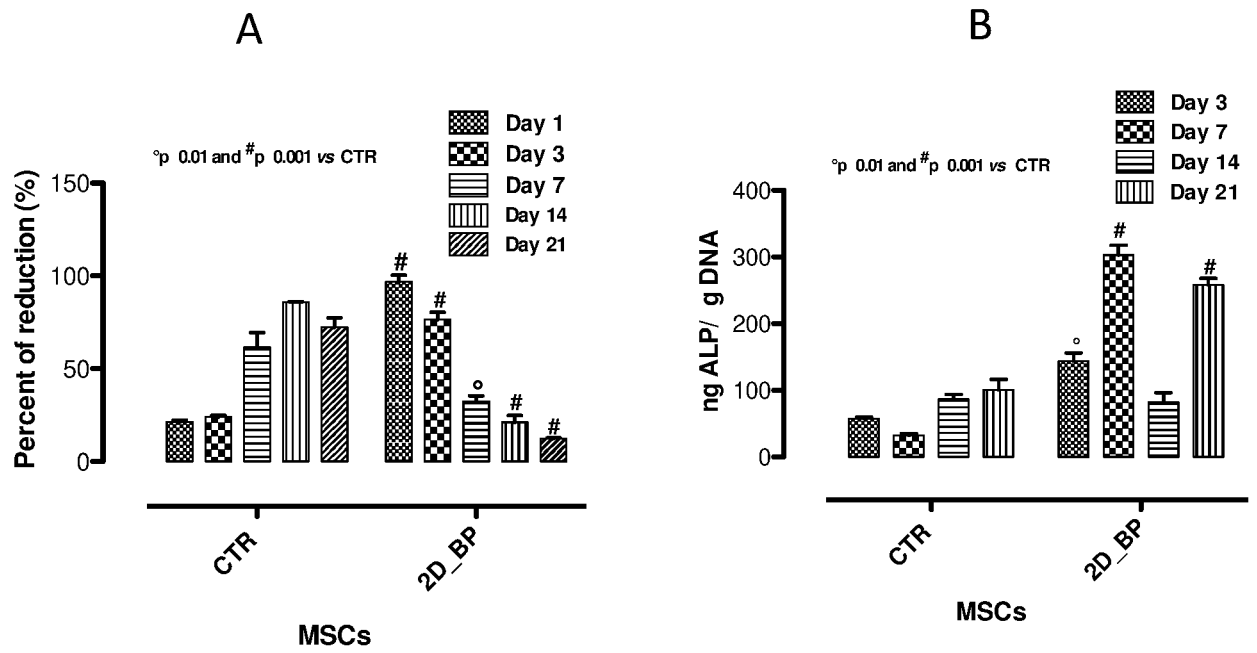 A
°p 0.01 and #p 0.001 vs CTR
Day 1
Day 3
Day 7
Day 14
Day 21
Percent of reduction (%)
150
100
50
0
#
#
°
#
#
CTR
2D_BP
MSCs
B
°p 0.01 and #p 0.001 vs CTR
Day 3
Day 7
Day 14
Day 21
ng ALP/ g DNA
400
300
200
100
0
°
#
#
CTR
2D_BP
MSCs